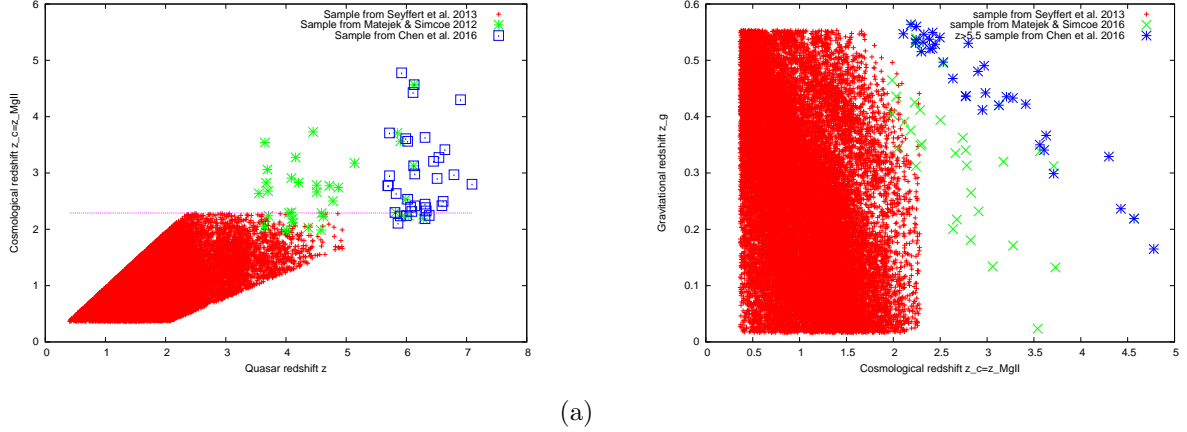 Sample from Seyffert et al. 2013
Sample from Matejek & Simcoe 2012
Sample from Chen et al. 2016
6
5
4
3
2
1
0
Cosmological redshift z_c=z_MgII
0 1 2 3 4 5 6 7 8
Quasar redshift z
sample from Seyffert et al. 2013
sample from Matejek & Simcoe 2016
z>5.5 sample from Chen et al. 2016
0.6
0.5
0.4
0.3
0.2
0.1
0
Gravitational redshift z_g
0 0.5 1 1.5 2 2.5 3 3.5 4 4.5 5
Cosmological redshift z_c=z_MgII
(a)